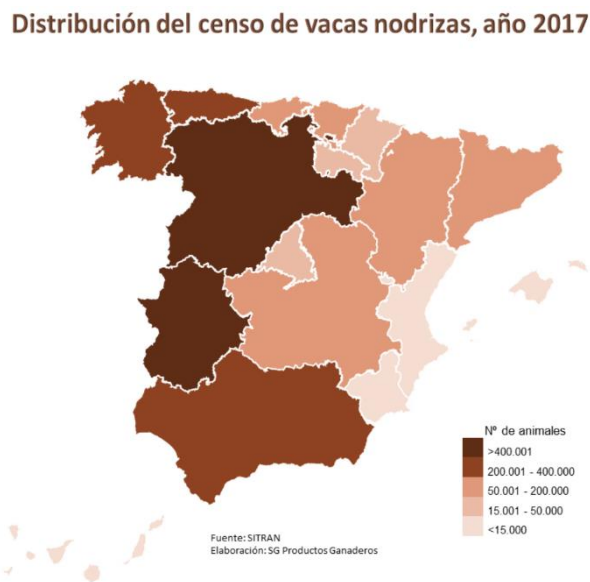 Distribución del censo de vacas nodrizas, año 2017
Nº de animales
>400.001
200.001 - 400.000
50.001 - 200.000
15.001 - 50.000
<15.000
Fuente: SITRAN
Elaboración: SG Productos Ganaderos